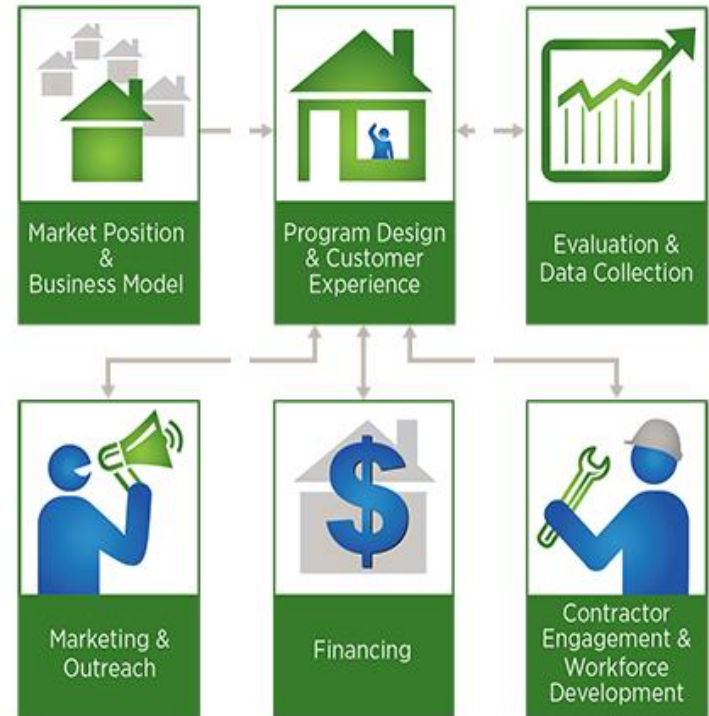 Market Position
&
Business Model
Program Design
& Customer
Experience
Evaluation &
Data Collection
Marketing &
Outreach
$
Financing
Contractor
Engagement &
Workforce
Development